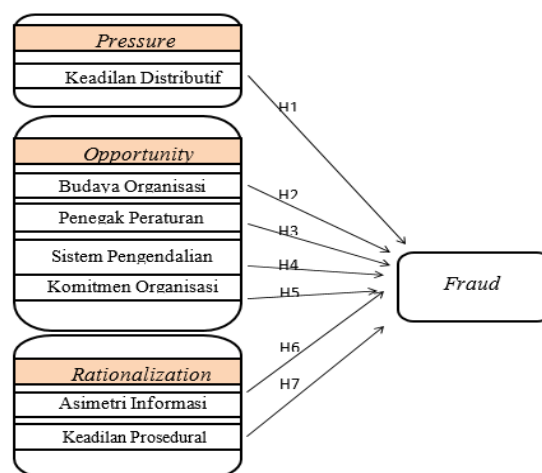 Pressure
Keadilan Distributif
H1
Opportunity
Budaya Organisasi
H2
Penegak Peraturan
H3
Sistem Pengendalian
H4
Komitmen Organisasi
H5
Fraud
H6
Rationalization
H7
Asimetri Informasi
Keadilan Prosedural